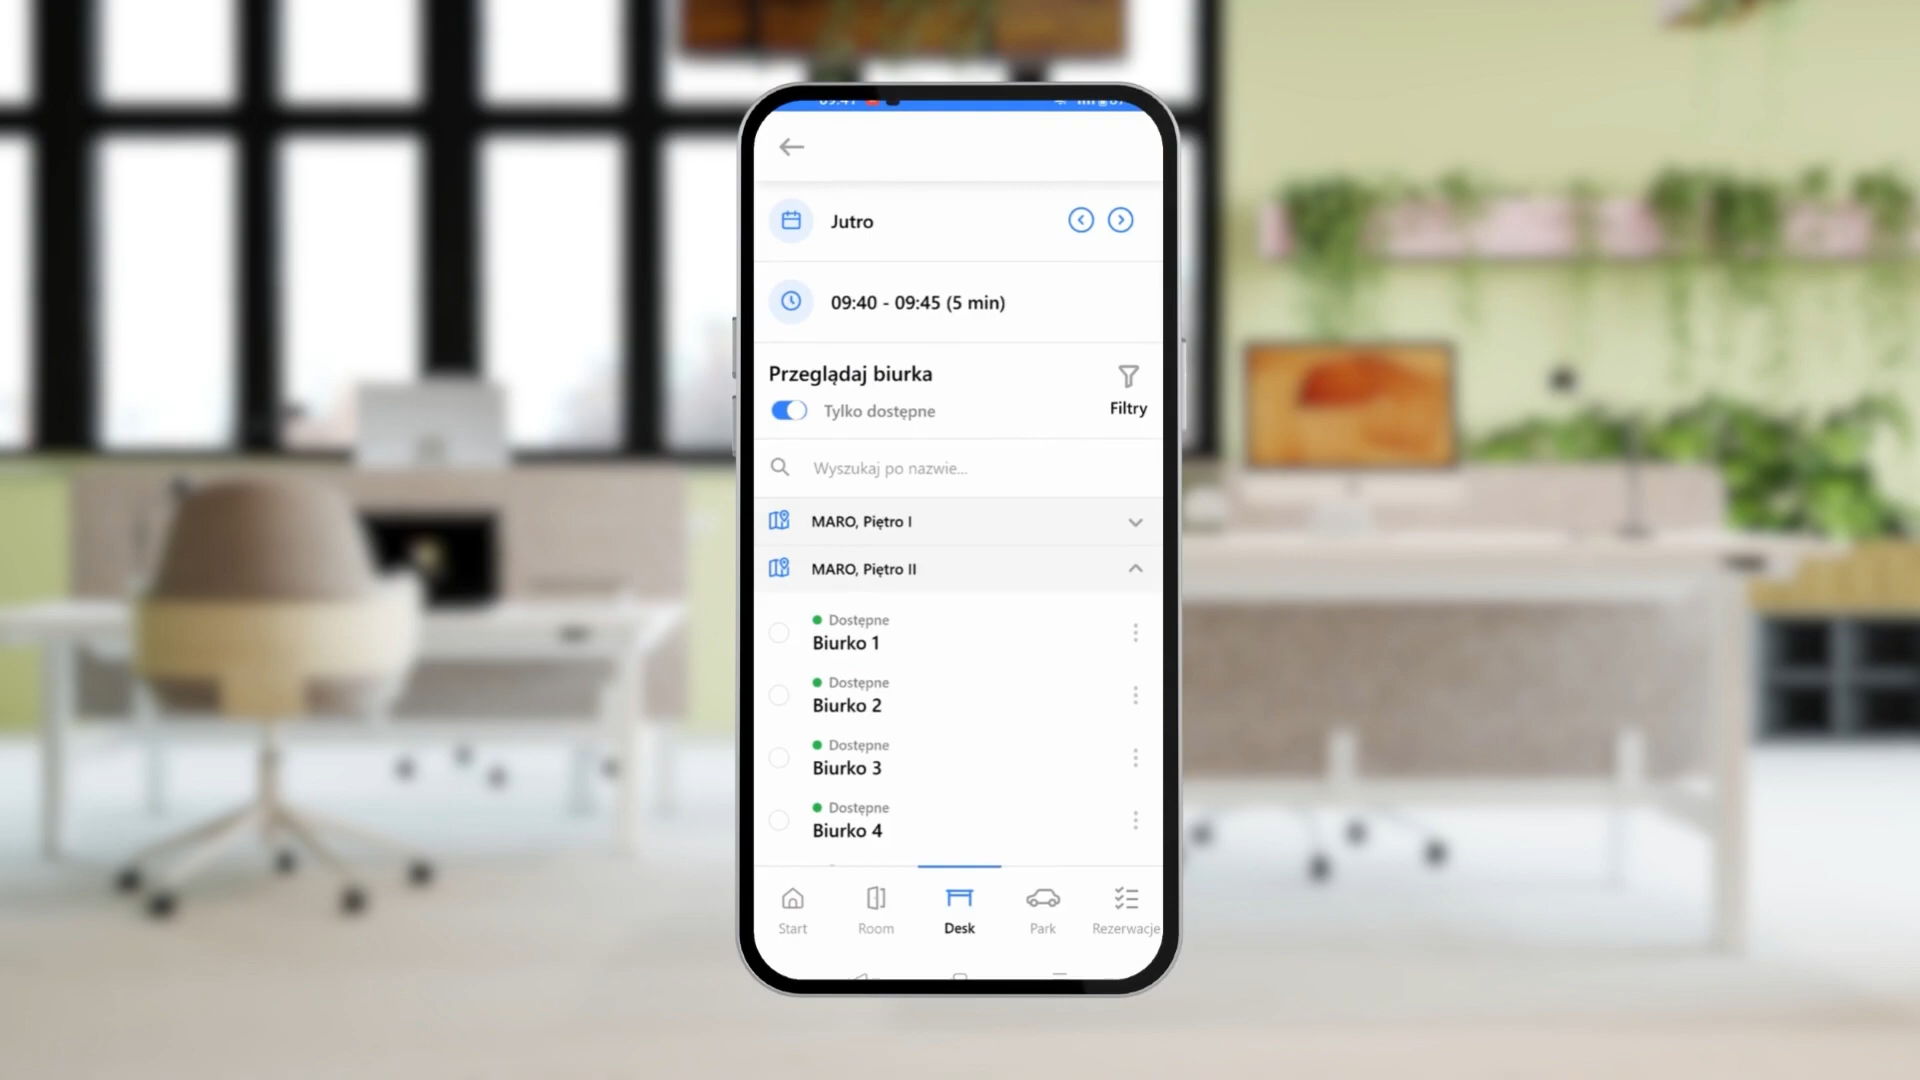 Jutro
09:40 - 09:45 (5 min)
Przeglądaj biurka
Tylko dostępne
Filtry
Wyszukaj po nazwie...
MARO, Piętro I
MARO, Piętro II
Dostępne
Biurko 1
Dostępne
Biurko 2
Dostępne
Biurko 3
Dostępne
Biurko 4
Start
Room
Desk
Park
Rezerwacje